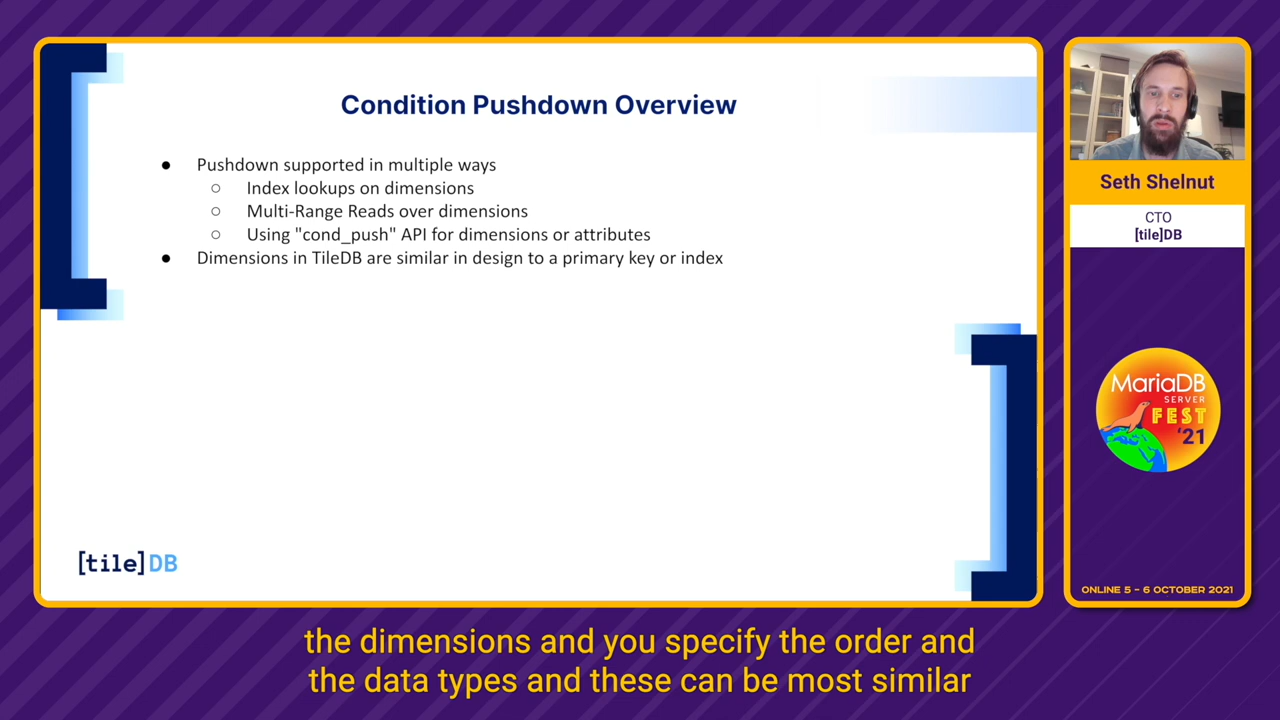 Condition Pushdown Overview
● Pushdown supported in multiple ways
○ Index lookups on dimensions
○ Multi-Range Reads over dimensions
○ Using "cond_push" API for dimensions or attributes
● Dimensions in TileDB are similar in design to a primary key or index
[tile]DB
Seth Shelnut
CTO
[tile]DB
MariaDB
SERVER
FEST
'21
ONLINE 5 – 6 OCTOBER 2021
the dimensions and you specify the order and
the data types and these can be most similar